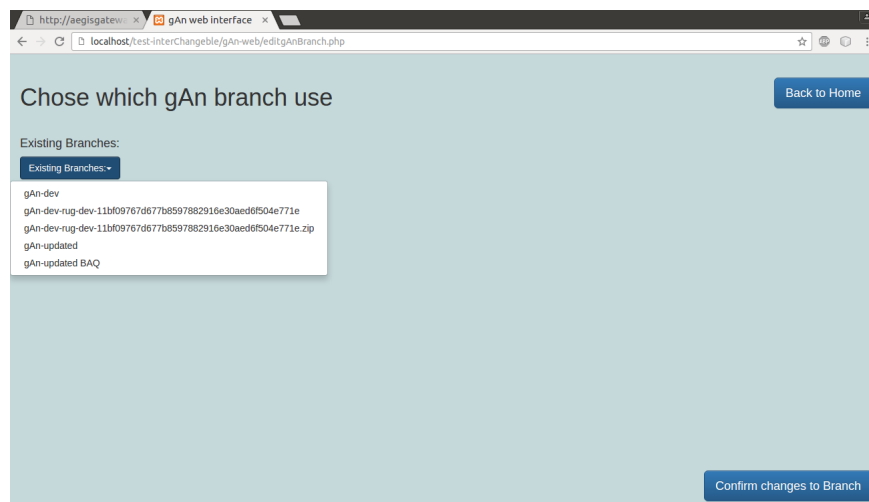 http://aegisgatewa
gAn web interface
localhost/test-interChangeble/gAn-web/editgAnBranch.php
Chose which gAn branch use
Back to Home
Existing Branches:
Existing Branches:
gAn-dev
gAn-dev-rug-dev-11bf09767d677b8597882916e30aed6f504e771e
gAn-dev-rug-dev-11bf09767d677b8597882916e30aed6f504e771e.zip
gAn-updated
gAn-updated BAQ
Confirm changes to Branch